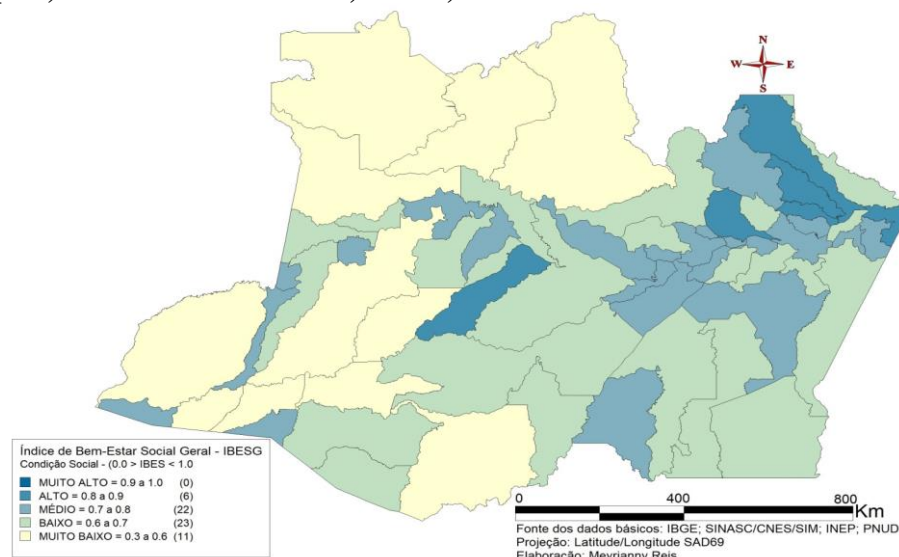 N
W E
S
Índice de Bem-Estar Social Geral - IBESG
Condição Social - (0.0 > IBES < 1.0
MUITO ALTO = 0.9 a 1.0 (0)
ALTO = 0.8 a 0.9 (6)
MÉDIO = 0.7 a 0.8 (22)
BAIXO = 0.6 a 0.7 (23)
MUITO BAIXO = 0.3 a 0.6 (11)
0 400 800
Km
Fonte dos dados básicos: IBGE; SINASC/CNES/SIM; INEP; PNUD
Projeção: Latitude/Longitude SAD69
Elaboração: Meyrianny Reis